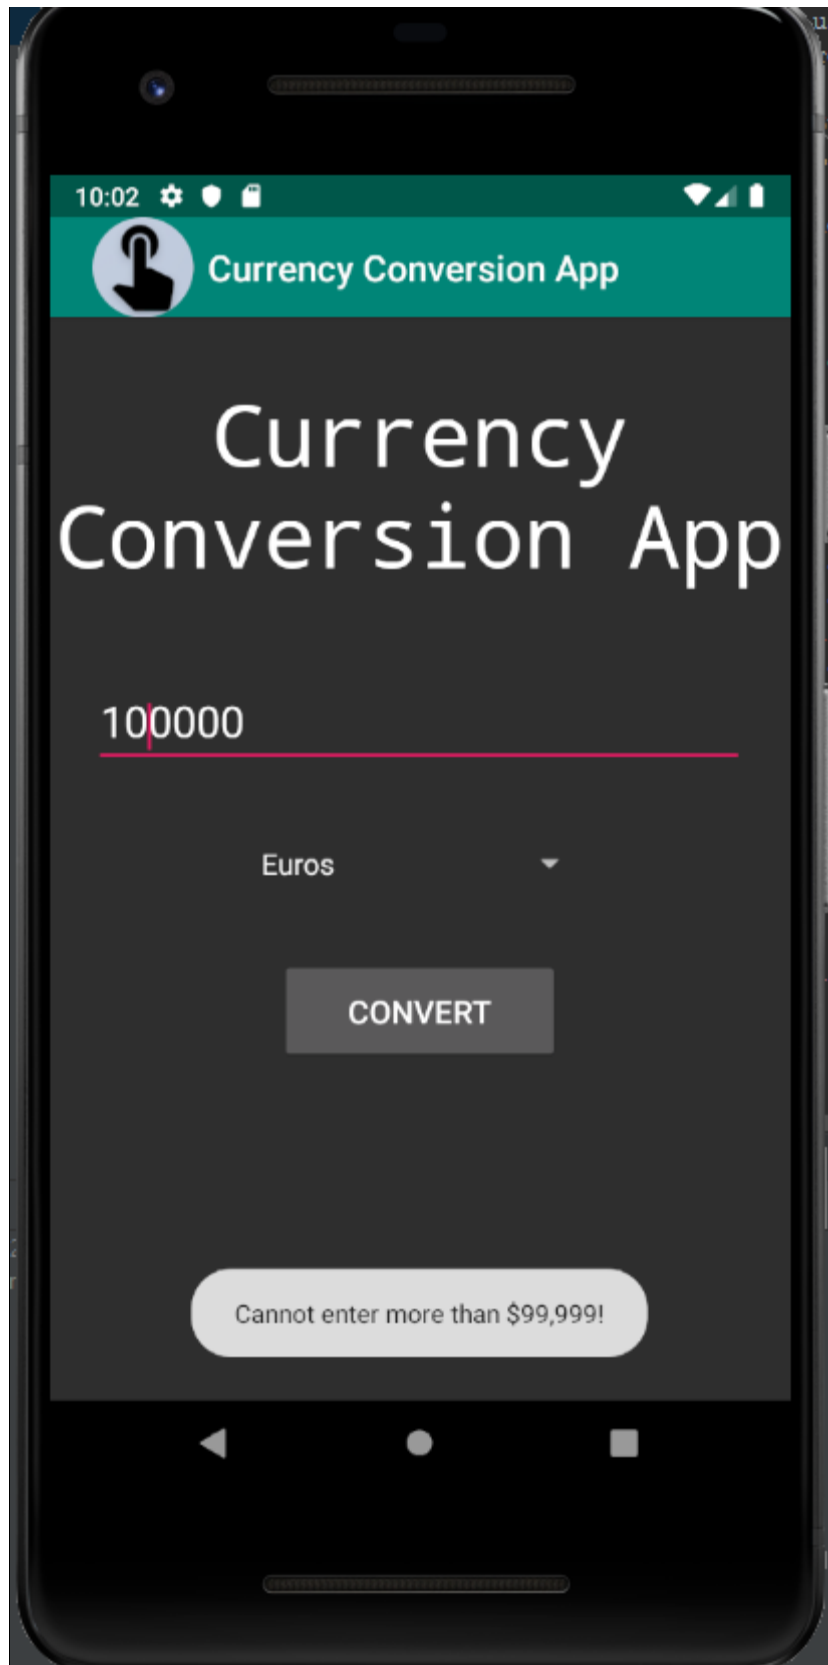 10:02
Currency Conversion App
Currency
Conversion App
100000
Euros
CONVERT
Cannot enter more than $99,999!